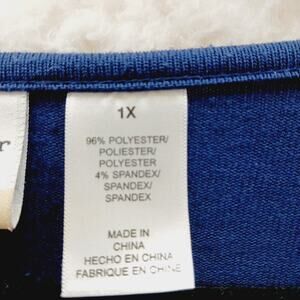 1X
96% POLYESTER/
POLIESTER/
POLYESTER
4% SPANDEX/
SPANDEX/
SPANDEX
MADE IN
CHINA
HECHO EN CHINA
FABRIQUE EN CHINE